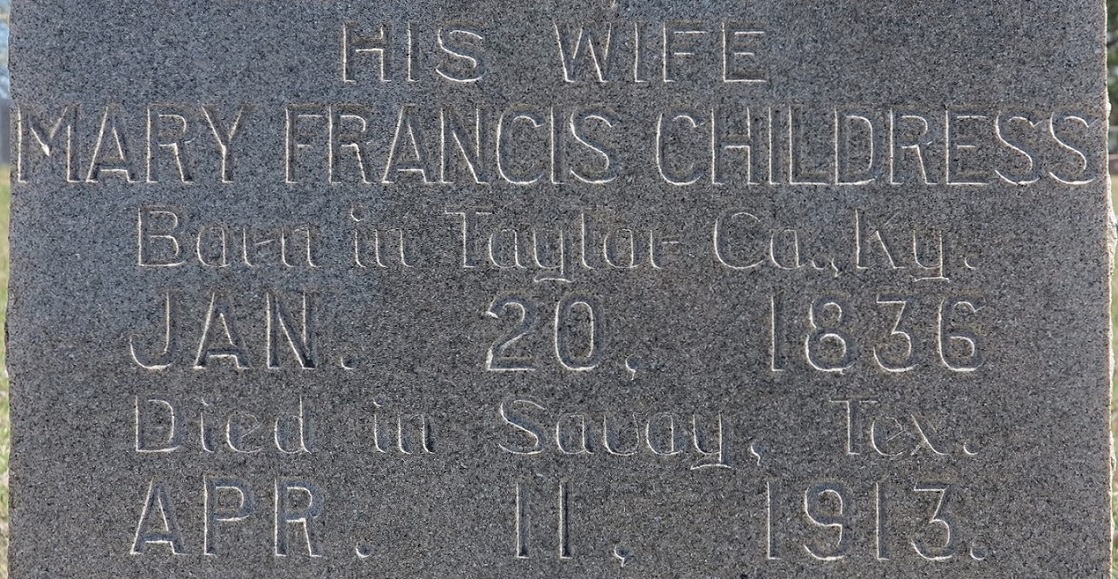 HIS WIFE
MARY FRANCIS CHILDRESS
Born in Taylor Co., Ky.
JAN. 20, 1836
Died in Savoy, Tex.
APR. 11, 1913.